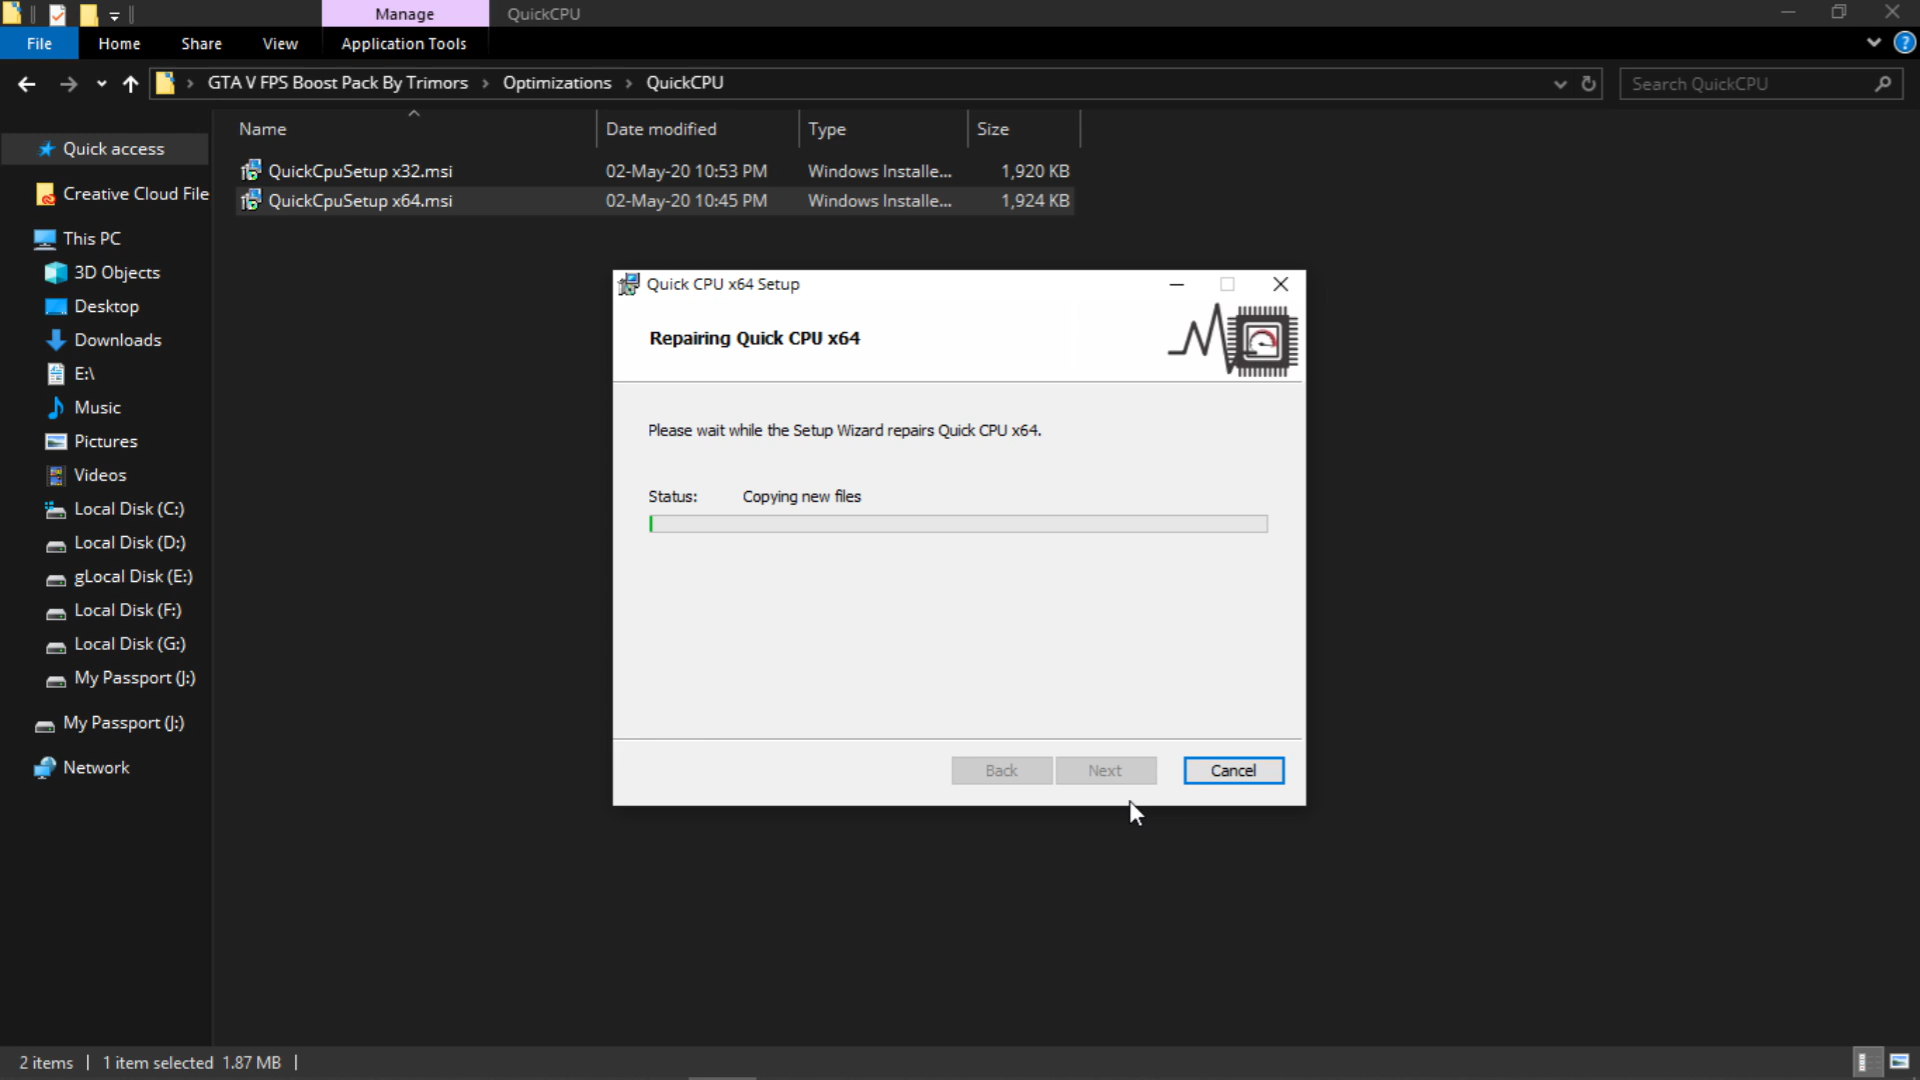 Manage QuickCPU
File Home Share View Application Tools
GTA V FPS Boost Pack By Trimors Optimizations QuickCPU Search QuickCPU
Name Date modified Type Size
QuickCpuSetup x32.msi 02-May-20 10:53 PM Windows Installe... 1,920 KB
QuickCpuSetup x64.msi 02-May-20 10:45 PM Windows Installe... 1,924 KB
Quick access
Creative Cloud File
This PC
3D Objects
Desktop
Downloads
E:\
Music
Pictures
Videos
Local Disk (C:)
Local Disk (D:)
gLocal Disk (E:)
Local Disk (F:)
Local Disk (G:)
My Passport (J:)
My Passport (J:)
Network
Quick CPU x64 Setup
Repairing Quick CPU x64
Please wait while the Setup Wizard repairs Quick CPU x64.
Status: Copying new files
Back Next Cancel
2 items 1 item selected 1.87 MB